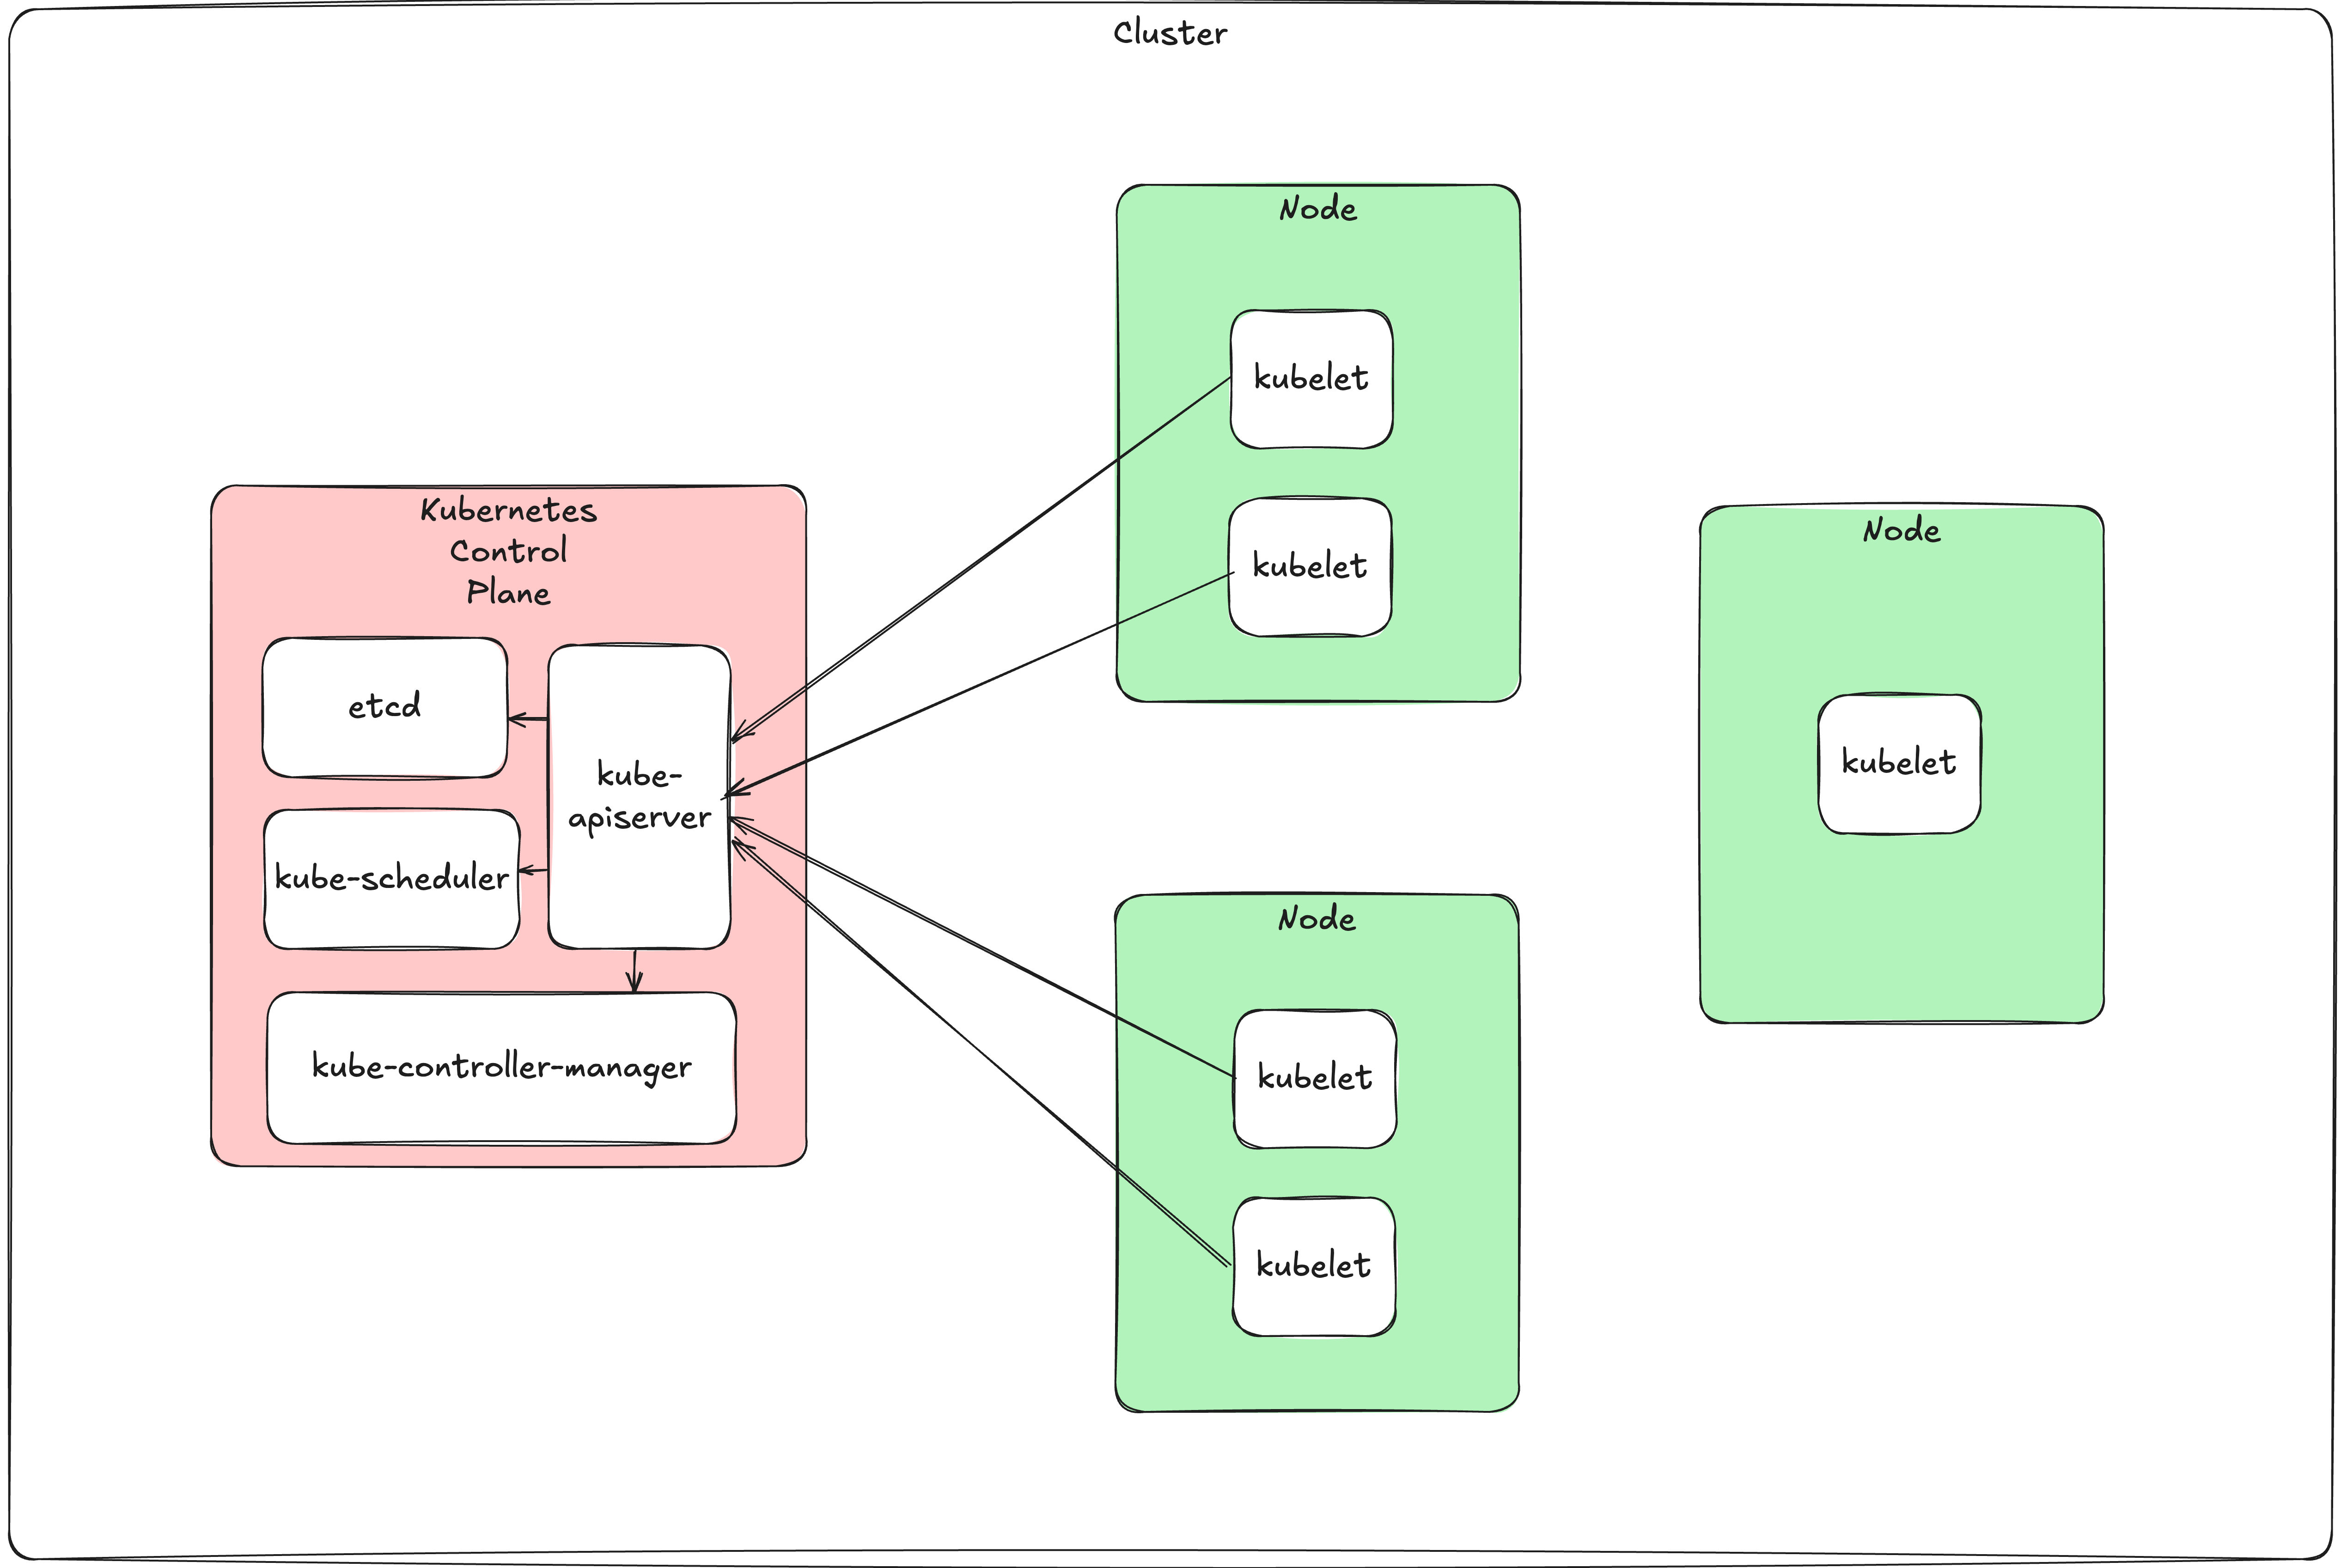 Cluster
Kubernetes
Control
Plane
etcd
kube-
apiserver
kube-scheduler
kube-controller-manager
Node
kubelet
kubelet
Node
kubelet
kubelet
Node
kubelet